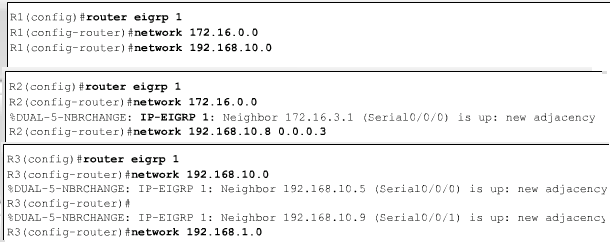 R1(config)#router eigrp 1
R1(config-router)#network 172.16.0.0
R1(config-router)#network 192.168.10.0
R2(config)#router eigrp 1
R2(config-router)#network 172.16.0.0
%DUAL-5-NBRCHANGE: IP-EIGRP 1: Neighbor 172.16.3.1 (Serial0/0/0) is up: new adjacency
R2(config-router)#network 192.168.10.8 0.0.0.3
R3(config)#router eigrp 1
R3(config-router)#network 192.168.10.0
%DUAL-5-NBRCHANGE: IP-EIGRP 1: Neighbor 192.168.10.5 (Serial0/0/0) is up: new adjacency
R3(config-router)#
%DUAL-5-NBRCHANGE: IP-EIGRP 1: Neighbor 192.168.10.9 (Serial0/0/1) is up: new adjacency
R3(config-router)#network 192.168.1.0